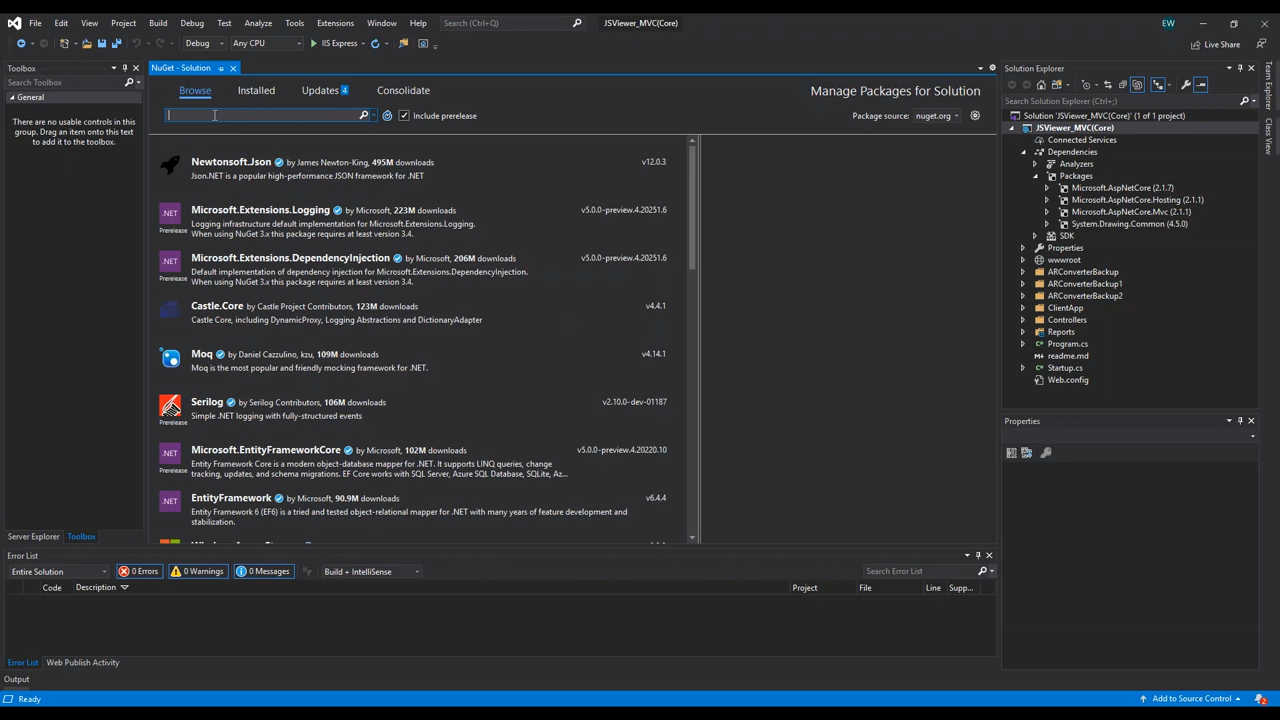 File Edit View Project Build Debug Test Analyze Tools Extensions Window Help Search (Ctrl+Q) JSViewer_MVC(Core) EW
Debug Any CPU IIS Express Live Share
Toolbox
Search Toolbox
General
There are no usable controls in this
group. Drag an item onto this text
to add it to the toolbox.
Server Explorer Toolbox
NuGet - Solution
Browse Installed Updates 4 Consolidate Manage Packages for Solution
Include prerelease Package source: nuget.org
Newtonsoft.Json by James Newton-King, 495M downloads v12.0.3
Json.NET is a popular high-performance JSON framework for .NET
.NET Microsoft.Extensions.Logging by Microsoft, 223M downloads v5.0.0-preview.4.20251.6
Prerelease Logging infrastructure default implementation for Microsoft.Extensions.Logging.
When using NuGet 3.x this package requires at least version 3.4.
.NET Microsoft.Extensions.DependencyInjection by Microsoft, 206M downloads v5.0.0-preview.4.20251.6
Prerelease Default implementation of dependency injection for Microsoft.Extensions.DependencyInjection.
When using NuGet 3.x this package requires at least version 3.4.
Castle.Core by Castle Project Contributors, 123M downloads v4.4.1
Castle Core, including DynamicProxy, Logging Abstractions and DictionaryAdapter
Moq by Daniel Cazzulino, kzu, 109M downloads v4.14.1
Moq is the most popular and friendly mocking framework for .NET.
Serilog by Serilog Contributors, 106M downloads v2.10.0-dev-01187
Prerelease Simple .NET logging with fully-structured events
.NET Microsoft.EntityFrameworkCore by Microsoft, 102M downloads v5.0.0-preview.4.20220.10
Prerelease Entity Framework Core is a modern object-database mapper for .NET. It supports LINQ queries, change
tracking, updates, and schema migrations. EF Core works with SQL Server, Azure SQL Database, SQLite, Az...
.NET EntityFramework by Microsoft, 90.9M downloads v6.4.4
Entity Framework 6 (EF6) is a tried and tested object-relational mapper for .NET with many years of feature development and
stabilization.
Solution Explorer
Search Solution Explorer (Ctrl+;)
Solution 'JSViewer_MVC(Core)' (1 of 1 project)
JSViewer_MVC(Core)
Connected Services
Dependencies
Analyzers
Packages
Microsoft.AspNetCore (2.1.7)
Microsoft.AspNetCore.Hosting (2.1.1)
Microsoft.AspNetCore.Mvc (2.1.1)
System.Drawing.Common (4.5.0)
SDK
Properties
wwwroot
ARConverterBackup
ARConverterBackup1
ARConverterBackup2
ClientApp
Controllers
Reports
Program.cs
readme.md
Startup.cs
Web.config
Team Explorer
Class View
Properties
Error List
Entire Solution 0 Errors 0 Warnings 0 Messages Build + IntelliSense Search Error List
Code Description Project File Line Supp...
Error List Web Publish Activity
Output
Ready Add to Source Control 2